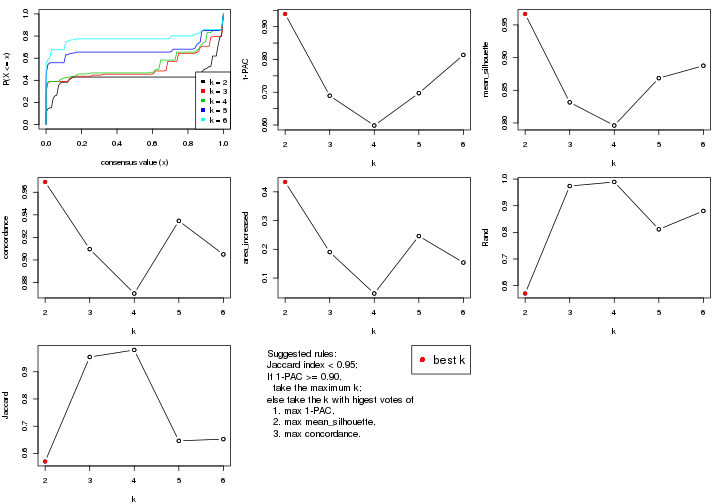 P(X <= x)
0.0 0.2 0.4 0.6 0.8 1.0
k = 2
k = 3
k = 4
k = 5
k = 6
0.0 0.2 0.4 0.6 0.8 1.0
consensus value (x)
1-PAC
0.60 0.70 0.80 0.90
2 3 4 5 6
k
mean_silhouette
0.80 0.85 0.90 0.95
2 3 4 5 6
k
concordance
0.88 0.90 0.92 0.94 0.96
2 3 4 5 6
k
area_increased
0.1 0.2 0.3 0.4
2 3 4 5 6
k
Rand
0.6 0.7 0.8 0.9 1.0
2 3 4 5 6
k
Jaccard
0.6 0.7 0.8 0.9
2 3 4 5 6
k
Suggested rules:
Jaccard index < 0.95;
If 1-PAC >= 0.90,
take the maximum k;
else take the k with higest votes of
1. max 1-PAC,
2. max mean_silhouette,
3. max concordance.
best k